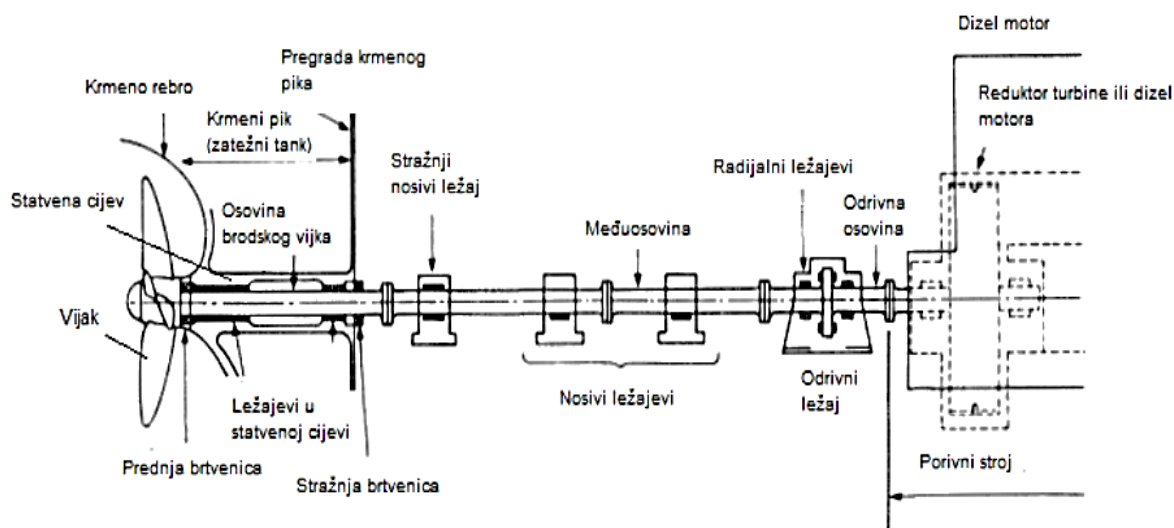 Dizel motor
Pregrada krmenog
pika
Krmeno rebro
Reduktor turbine ili dizel
motora
Krmeni pik
(zatežni tank)
Stražnji
nosivi ležaj
Radijalni ležajevi
Statvena cijev
Osovina
brodskog vijka
Odrivna
osovina
Međuosovina
Vijak
Odrivni
ležaj
Nosivi ležajevi
Ležajevi u
statvenoj cijevi
Prednja brtvenica
Stražnja brtvenica
Porivni stroj